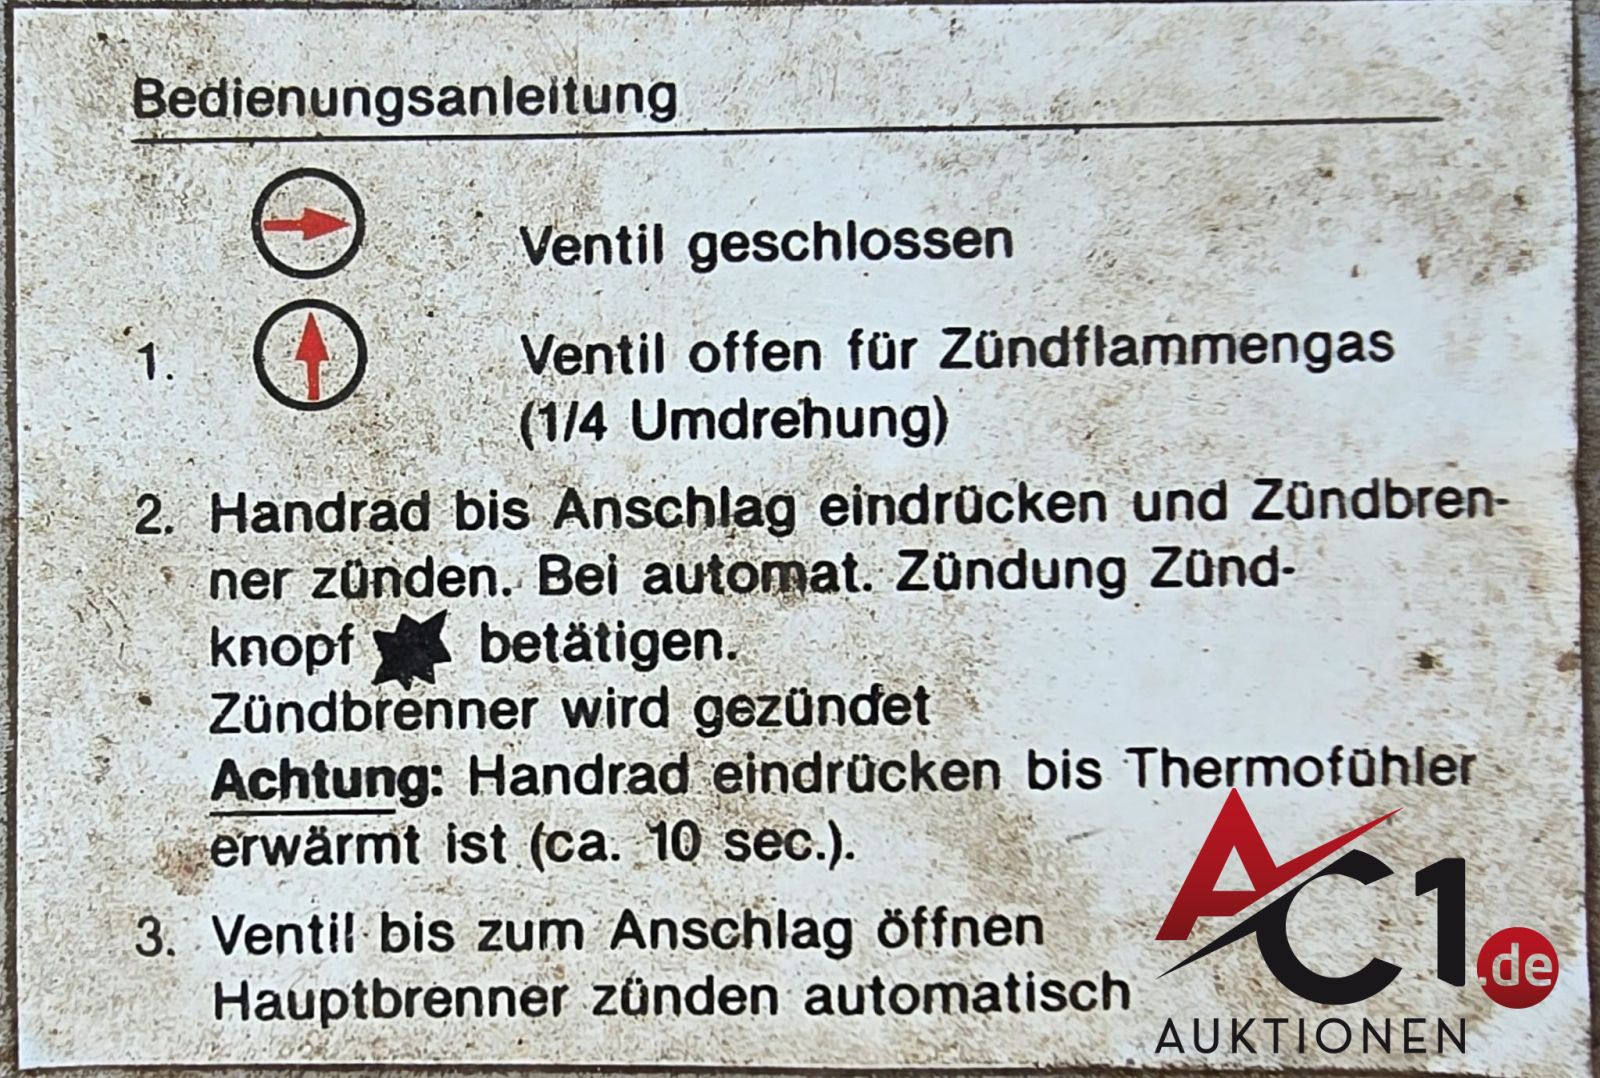 Bedienungsanleitung
Ventil geschlossen
1. Ventil offen für Zündflammengas
(1/4 Umdrehung)
2. Handrad bis Anschlag eindrücken und Zündbren-
ner zünden. Bei automat. Zündung Zünd-
knopf betätigen.
Zündbrenner wird gezündet
Achtung: Handrad eindrücken bis Thermofühler
erwärmt ist (ca. 10 sec.).
3. Ventil bis zum Anschlag öffnen
Hauptbrenner zünden automatisch
AC1.de
AUKTIONEN